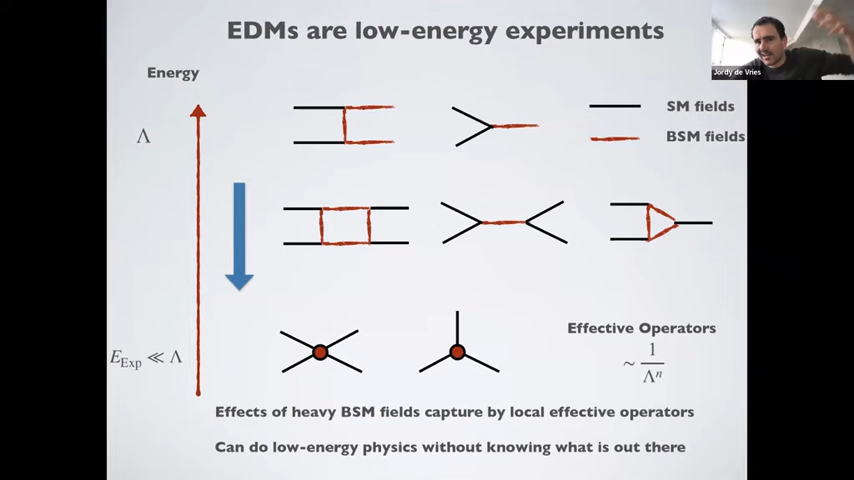 EDMs are low-energy experiments
Jordy de Vries
Energy
SM fields
Λ
BSM fields
Effective Operators
E_Exp ≪ Λ
~ 1/Λⁿ
Effects of heavy BSM fields capture by local effective operators
Can do low-energy physics without knowing what is out there